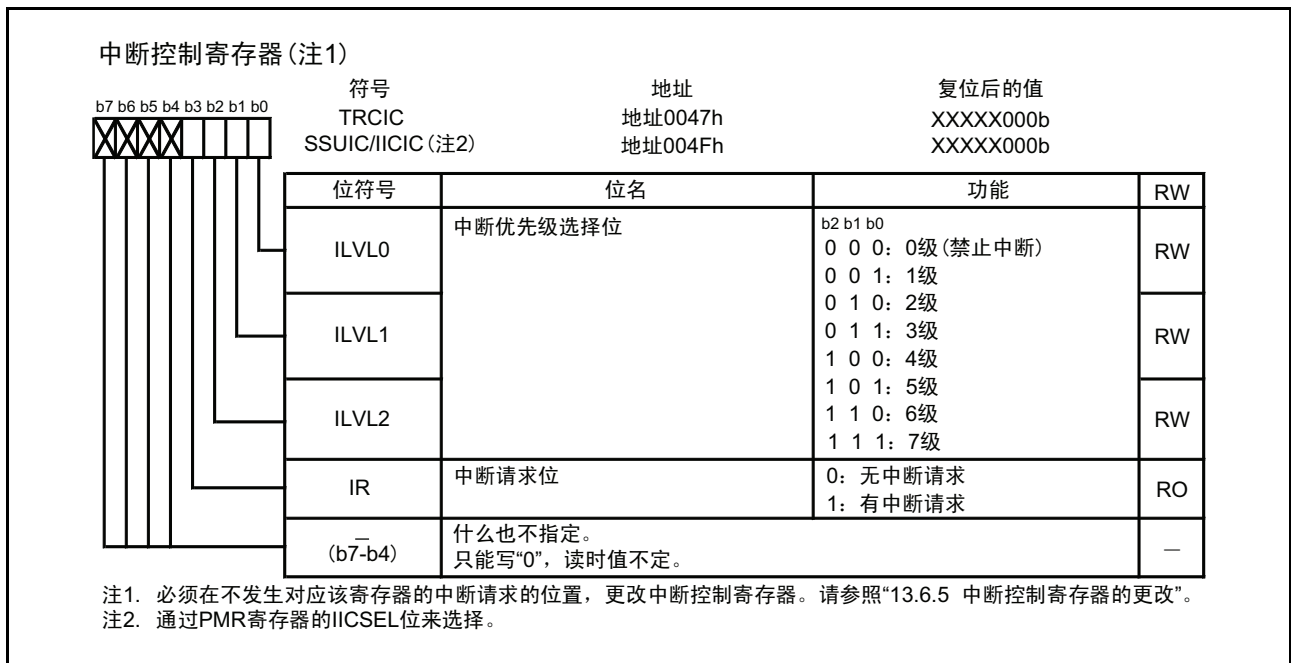 中断控制寄存器(注1)
符号 地址 复位后的值
b7 b6 b5 b4 b3 b2 b1 b0
TRCIC 地址0047h XXXXX000b
SSUIC/IICIC(注2) 地址004Fh XXXXX000b
位符号 位名 功能 RW
ILVL0 中断优先级选择位 RW
b2 b1 b0
0 0 0: 0级(禁止中断)
0 0 1: 1级
0 1 0: 2级
ILVL1 0 1 1: 3级 RW
1 0 0: 4级
1 0 1: 5级
ILVL2 1 1 0: 6级 RW
1 1 1: 7级
IR 中断请求位 0: 无中断请求 RO
1: 有中断请求
— 什么也不指定。 —
(b7-b4) 只能写“0”, 读时值不定。
注1. 必须在不发生对应该寄存器的中断请求的位置, 更改中断控制寄存器。请参照“13.6.5 中断控制寄存器的更改”。
注2. 通过PMR寄存器的IICSEL位来选择。